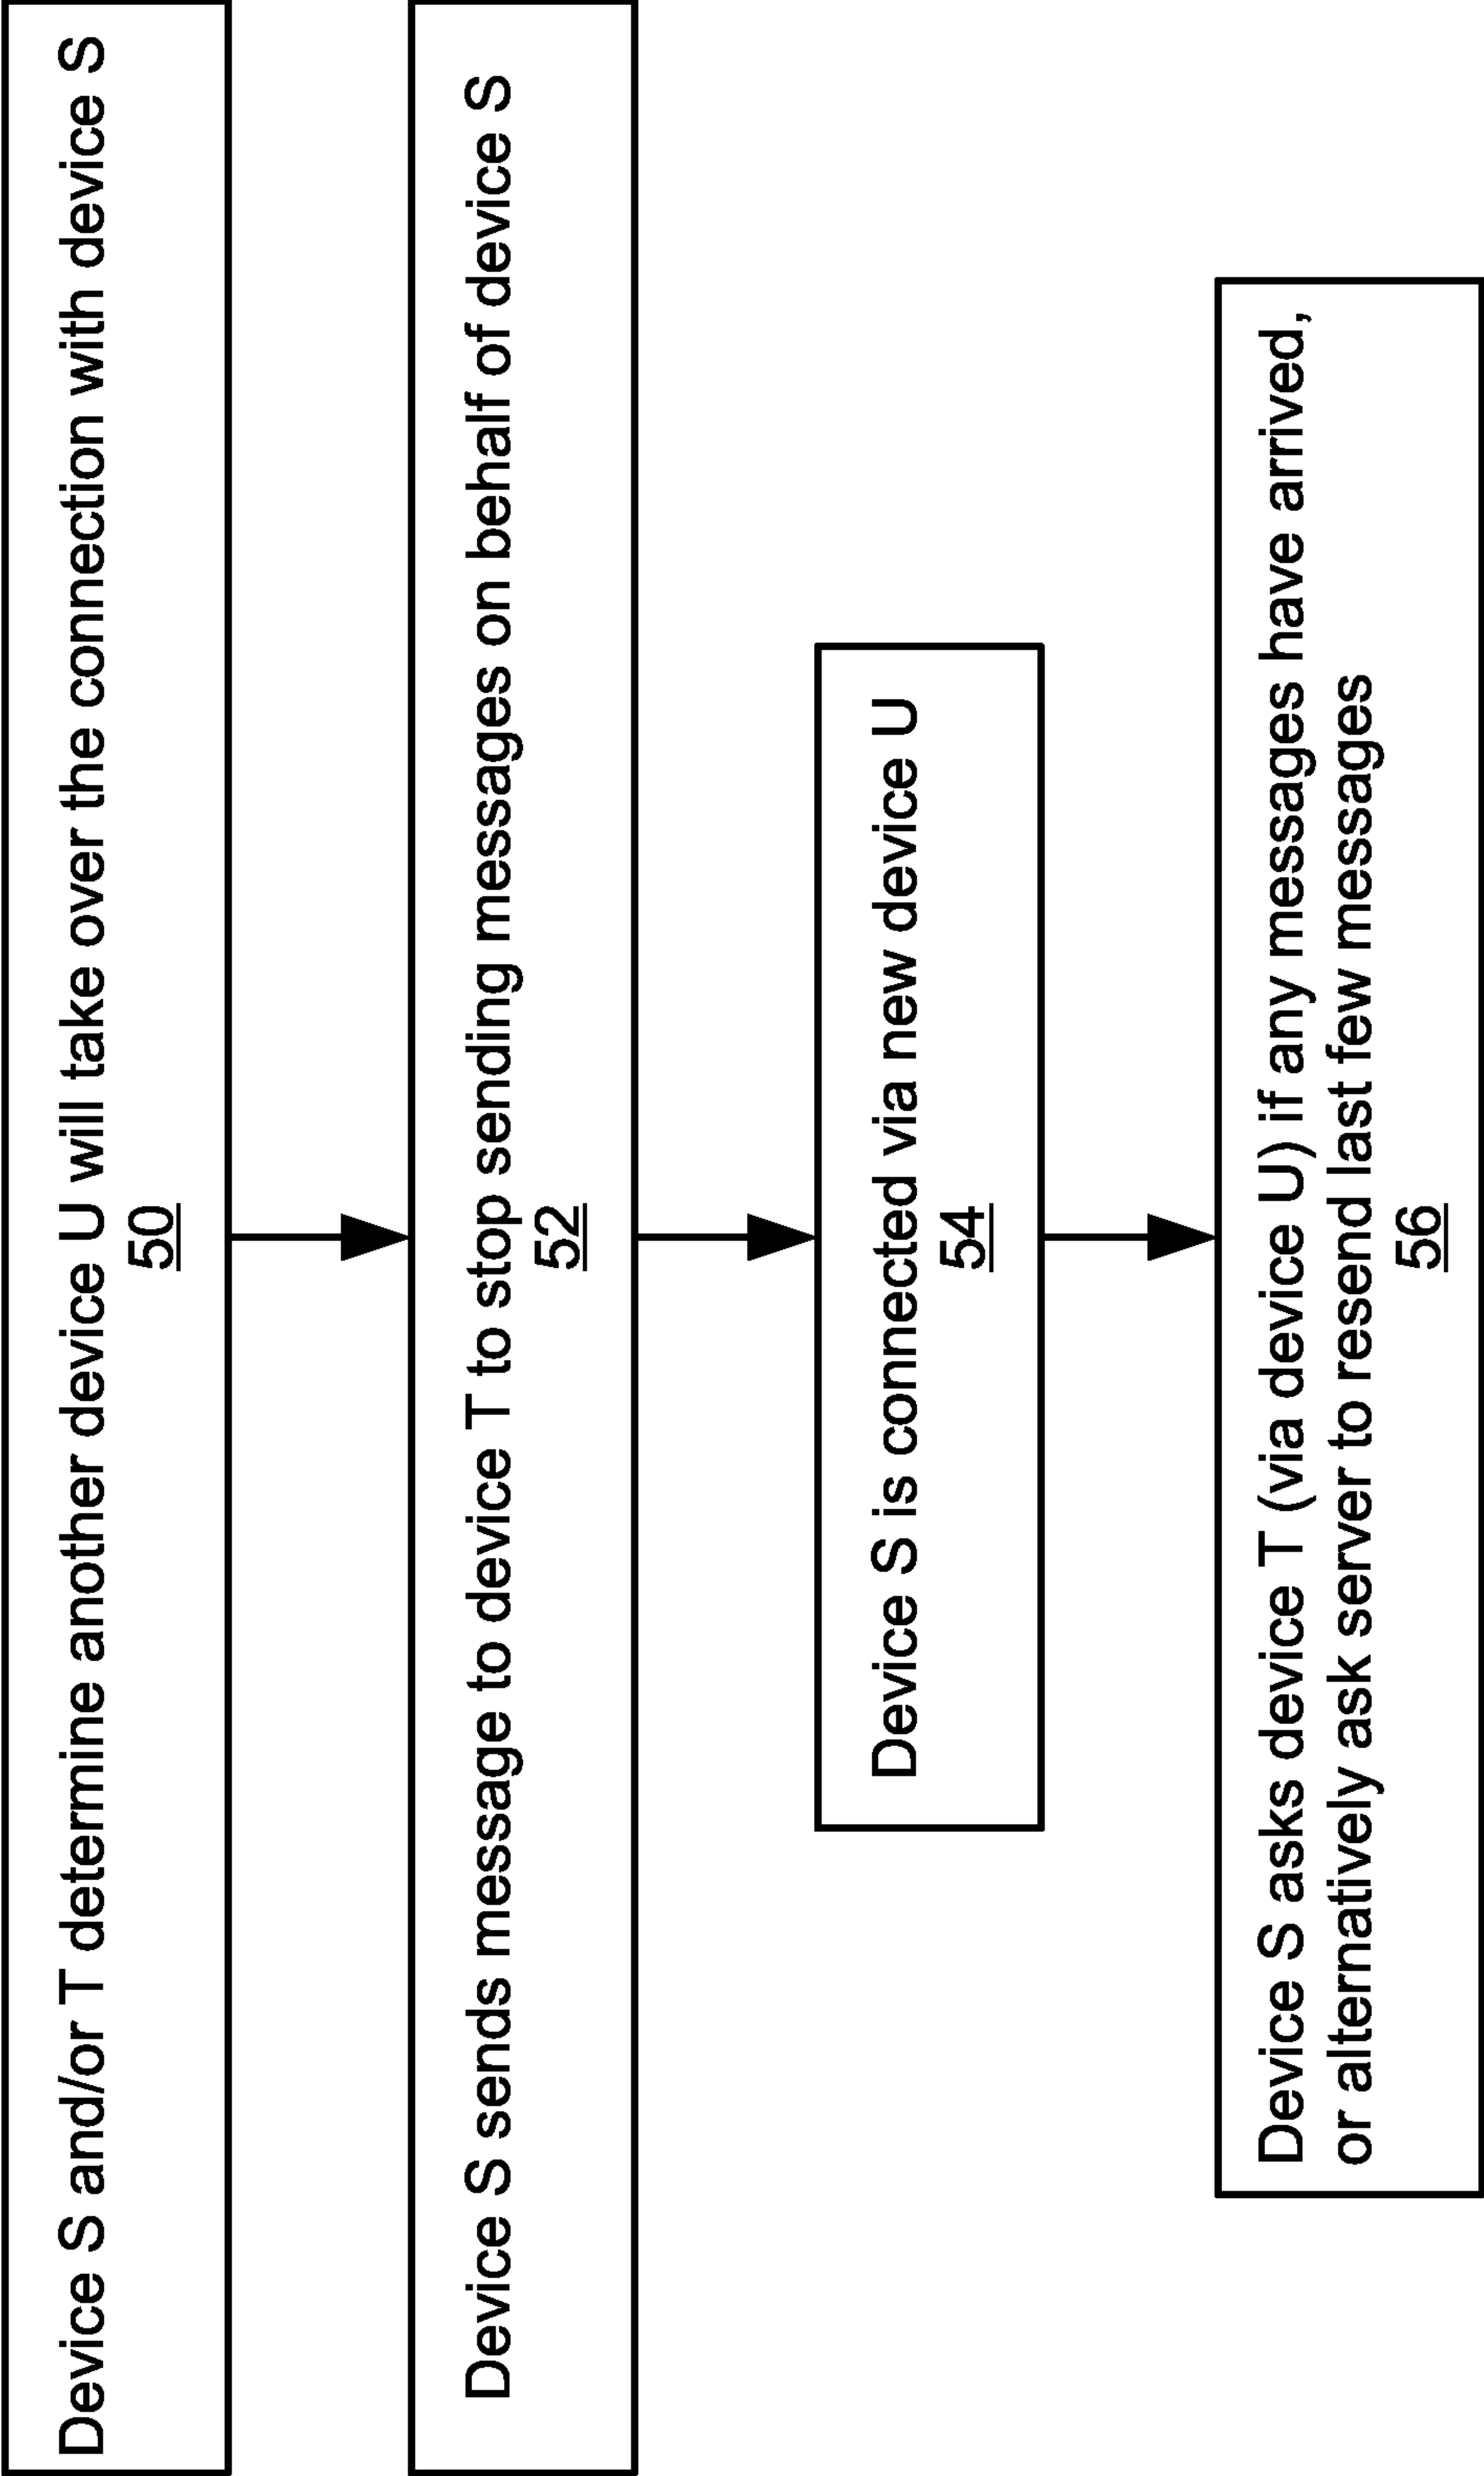 Device S and/or T determine another device U will take over the connection with device S
50
Device S sends message to device T to stop sending messages on behalf of device S
52
Device S is connected via new device U
54
Device S asks device T (via device U) if any messages have arrived,
or alternatively ask server to resend last few messages
56